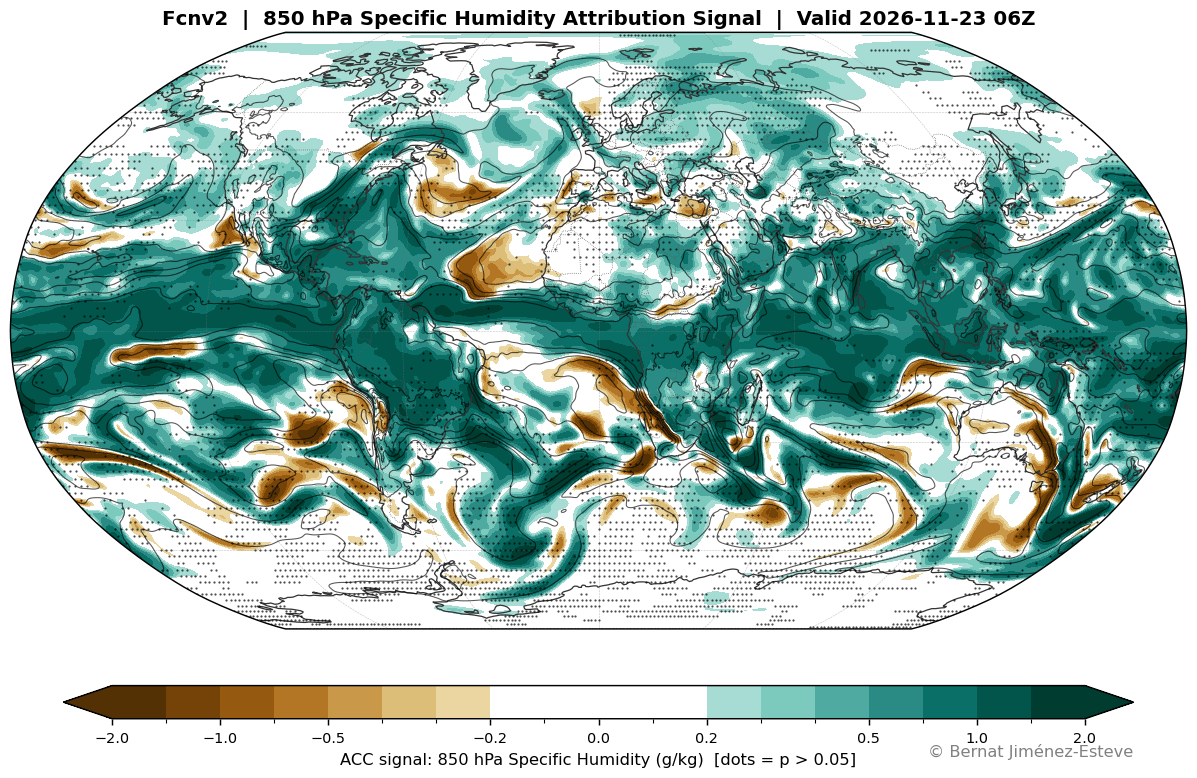 Fcnv2 | 850 hPa Specific Humidity Attribution Signal | Valid 2026-11-23 06Z
−2.0 −1.0 −0.5 −0.2 0.0 0.2 0.5 1.0 2.0
ACC signal: 850 hPa Specific Humidity (g/kg) [dots = p > 0.05]
© Bernat Jiménez-Esteve